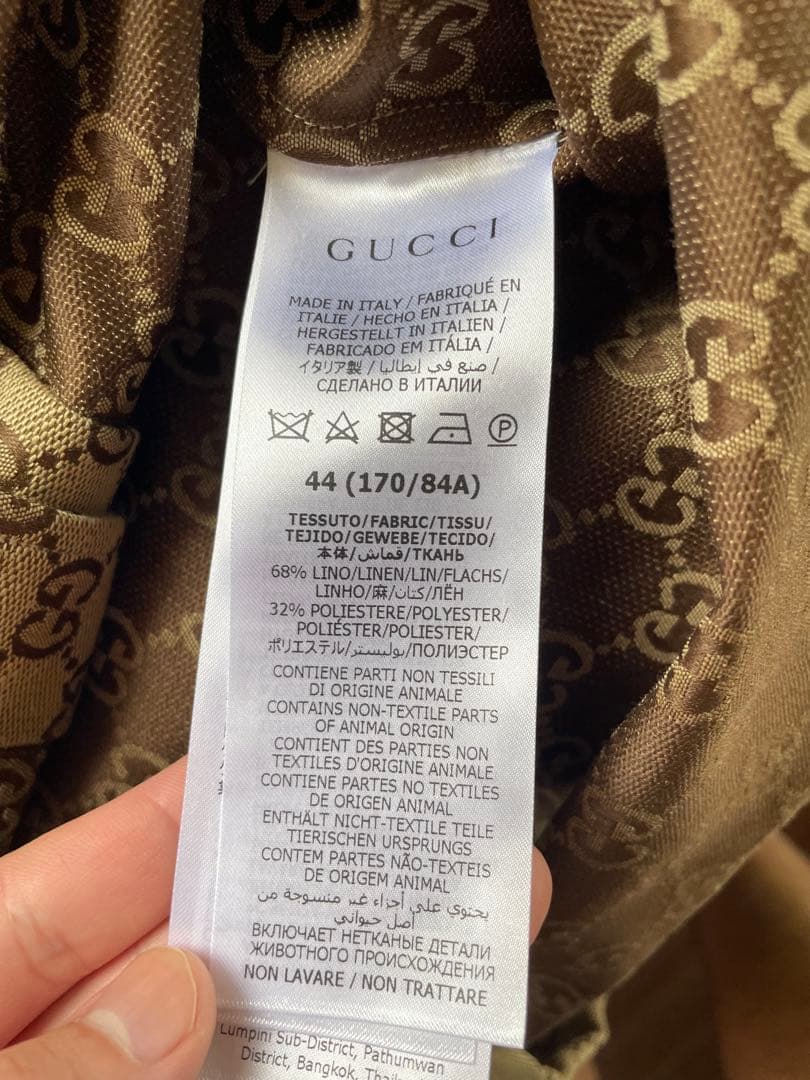 GUCCI
MADE IN ITALY / FABRIQUÉ EN
ITALIE / HECHO EN ITALIA /
HERGESTELLT IN ITALIEN /
FABRICADO EM ITÁLIA /
イタリア製 / صنع في إيطاليا /
СДЕЛАНО В ИТАЛИИ
P
44 (170/84A)
TESSUTO/FABRIC/TISSU/
TEJIDO/GEWEBE/TECIDO/
本体/قماش/ТКАНЬ
68% LINO/LINEN/LIN/FLACHS/
LINHO/麻/كتان/ЛЁН
32% POLIESTERE/POLYESTER/
POLIÉSTER/POLIESTER/
ポリエステル/بوليستر/ПОЛИЭСТЕР
CONTIENE PARTI NON TESSILI
DI ORIGINE ANIMALE
CONTAINS NON-TEXTILE PARTS
OF ANIMAL ORIGIN
CONTIENT DES PARTIES NON
TEXTILES D'ORIGINE ANIMALE
CONTIENE PARTES NO TEXTILES
DE ORIGEN ANIMAL
ENTHÄLT NICHT-TEXTILE TEILE
TIERISCHEN URSPRUNGS
CONTEM PARTES NÃO-TEXTEIS
DE ORIGEM ANIMAL
يحتوي على أجزاء غير منسوجة من
أصل حيواني
ВКЛЮЧАЕТ НЕТКАНЫЕ ДЕТАЛИ
ЖИВОТНОГО ПРОИСХОЖДЕНИЯ
NON LAVARE / NON TRATTARE
Lumpini Sub-District, Pathumwan
District, Bangkok,